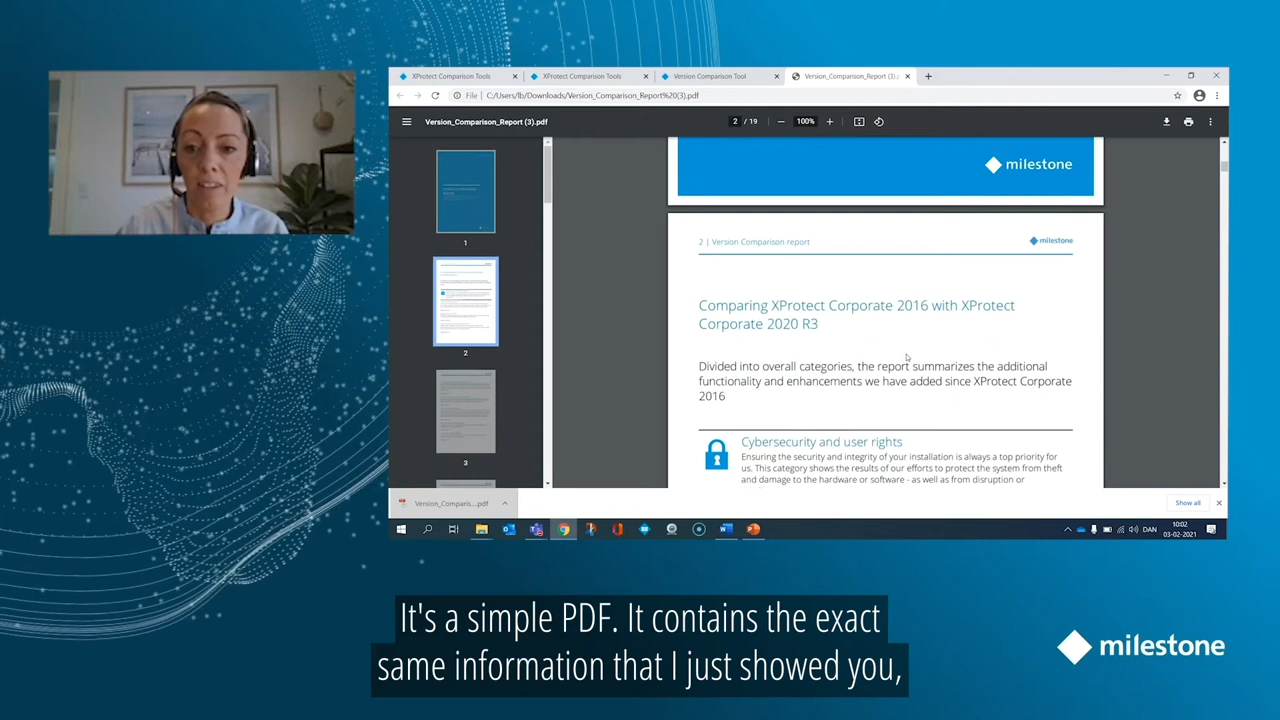 XProtect Comparison Tools
XProtect Comparison Tools
Version Comparison Tool
Version_Comparison_Report (3).p
File | C:/Users/lb/Downloads/Version_Comparison_Report%20(3).pdf
Version_Comparison_Report (3).pdf
2 / 19
100%
1
2
3
milestone
2 | Version Comparison report
milestone
Comparing XProtect Corporate 2016 with XProtect
Corporate 2020 R3
Divided into overall categories, the report summarizes the additional
functionality and enhancements we have added since XProtect Corporate
2016
Cybersecurity and user rights
Ensuring the security and integrity of your installation is always a top priority for
us. This category shows the results of our efforts to protect the system from theft
and damage to the hardware or software - as well as from disruption or
Version_Comparis....pdf
Show all
DAN
10:02
03-02-2021
It's a simple PDF. It contains the exact
same information that I just showed you,
milestone